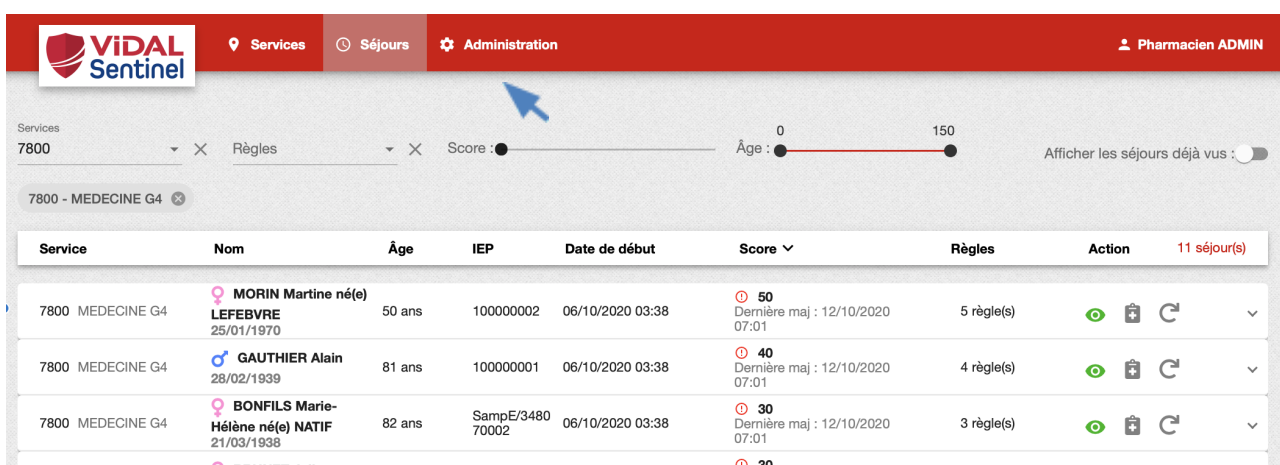 ViDAL Sentinel
Services
Séjours
Administration
Pharmacien ADMIN
Services
7800
Règles
Score :
Âge :
0
150
Afficher les séjours déjà vus :
7800 - MEDECINE G4
Service Nom Âge IEP Date de début Score Règles Action 11 séjour(s)
7800 MEDECINE G4
MORIN Martine né(e)
LEFEBVRE
25/01/1970
50 ans
100000002
06/10/2020 03:38
50
Dernière maj : 12/10/2020
07:01
5 règle(s)
7800 MEDECINE G4
GAUTHIER Alain
28/02/1939
81 ans
100000001
06/10/2020 03:38
40
Dernière maj : 12/10/2020
07:01
4 règle(s)
7800 MEDECINE G4
BONFILS Marie-
Hélène né(e) NATIF
21/03/1938
82 ans
SampE/3480
70002
06/10/2020 03:38
30
Dernière maj : 12/10/2020
07:01
3 règle(s)